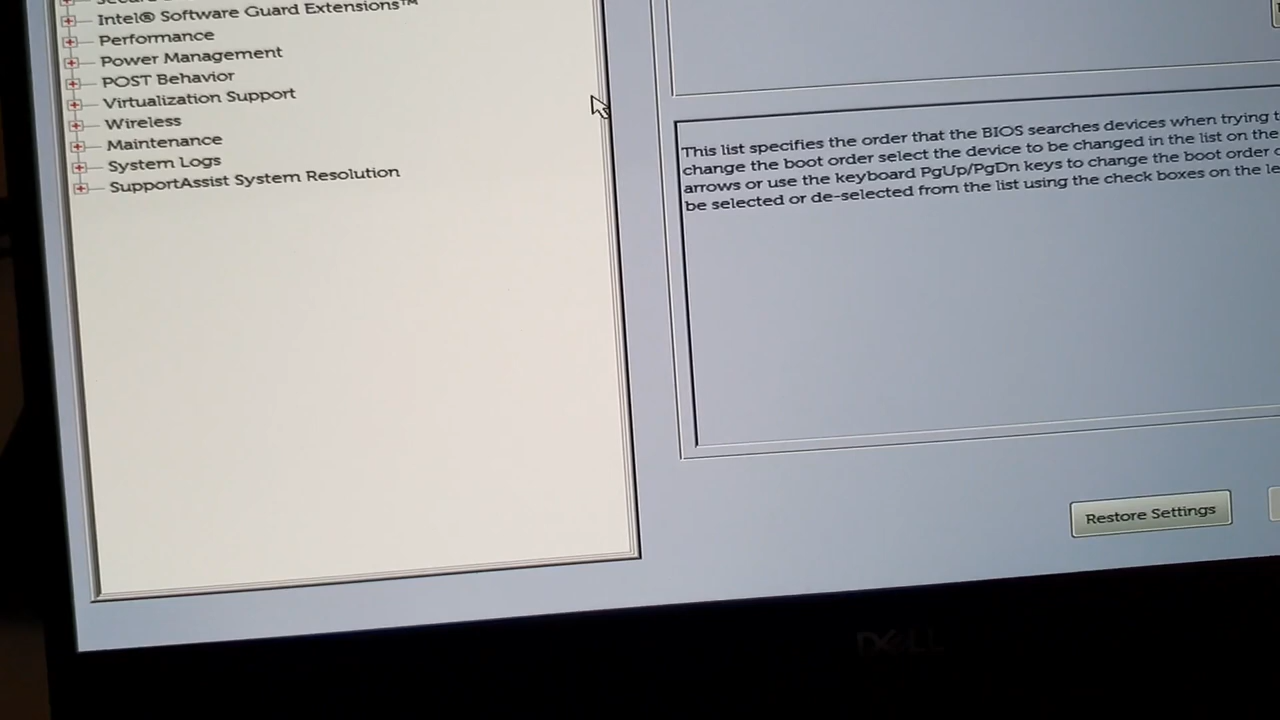 Intel® Software Guard Extensions™
Performance
Power Management
POST Behavior
Virtualization Support
Wireless
Maintenance
System Logs
SupportAssist System Resolution
This list specifies the order that the BIOS searches devices when trying
change the boot order select the device to be changed in the list on the
arrows or use the keyboard PgUp/PgDn keys to change the boot order
be selected or de-selected from the list using the check boxes on the
Restore Settings
DELL